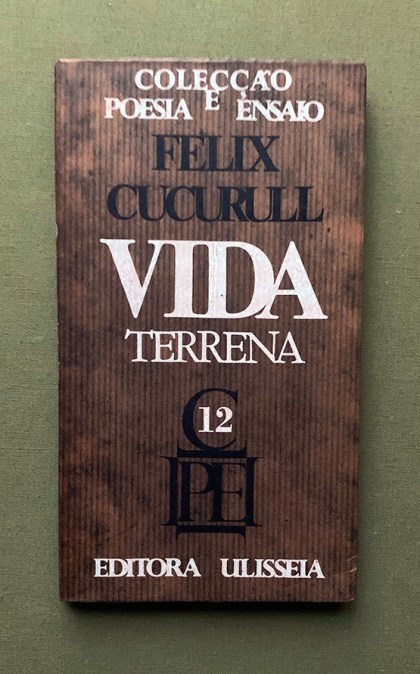 COLECÇÃO
POESIA E ENSAIO
FELIX
CUCURULL
VIDA
TERRENA
C
12
PE
EDITORA ULISSEIA